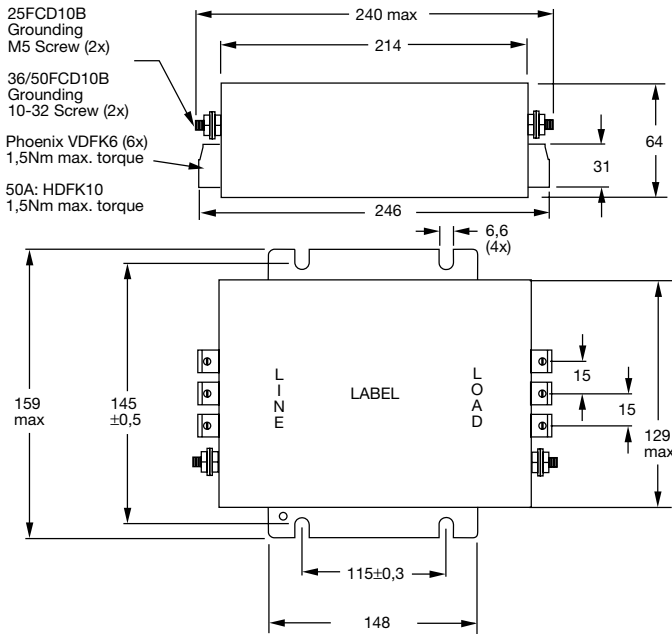 25FCD10B
Grounding
M5 Screw (2x)
36/50FCD10B
Grounding
10-32 Screw (2x)
Phoenix VDFK6 (6x)
1,5Nm max. torque
50A: HDFK10
1,5Nm max. torque
240 max
214
64
31
246
6,6
(4x)
159
max
145
±0,5
LINE
LABEL
LOAD
15
15
129
max
115±0,3
148